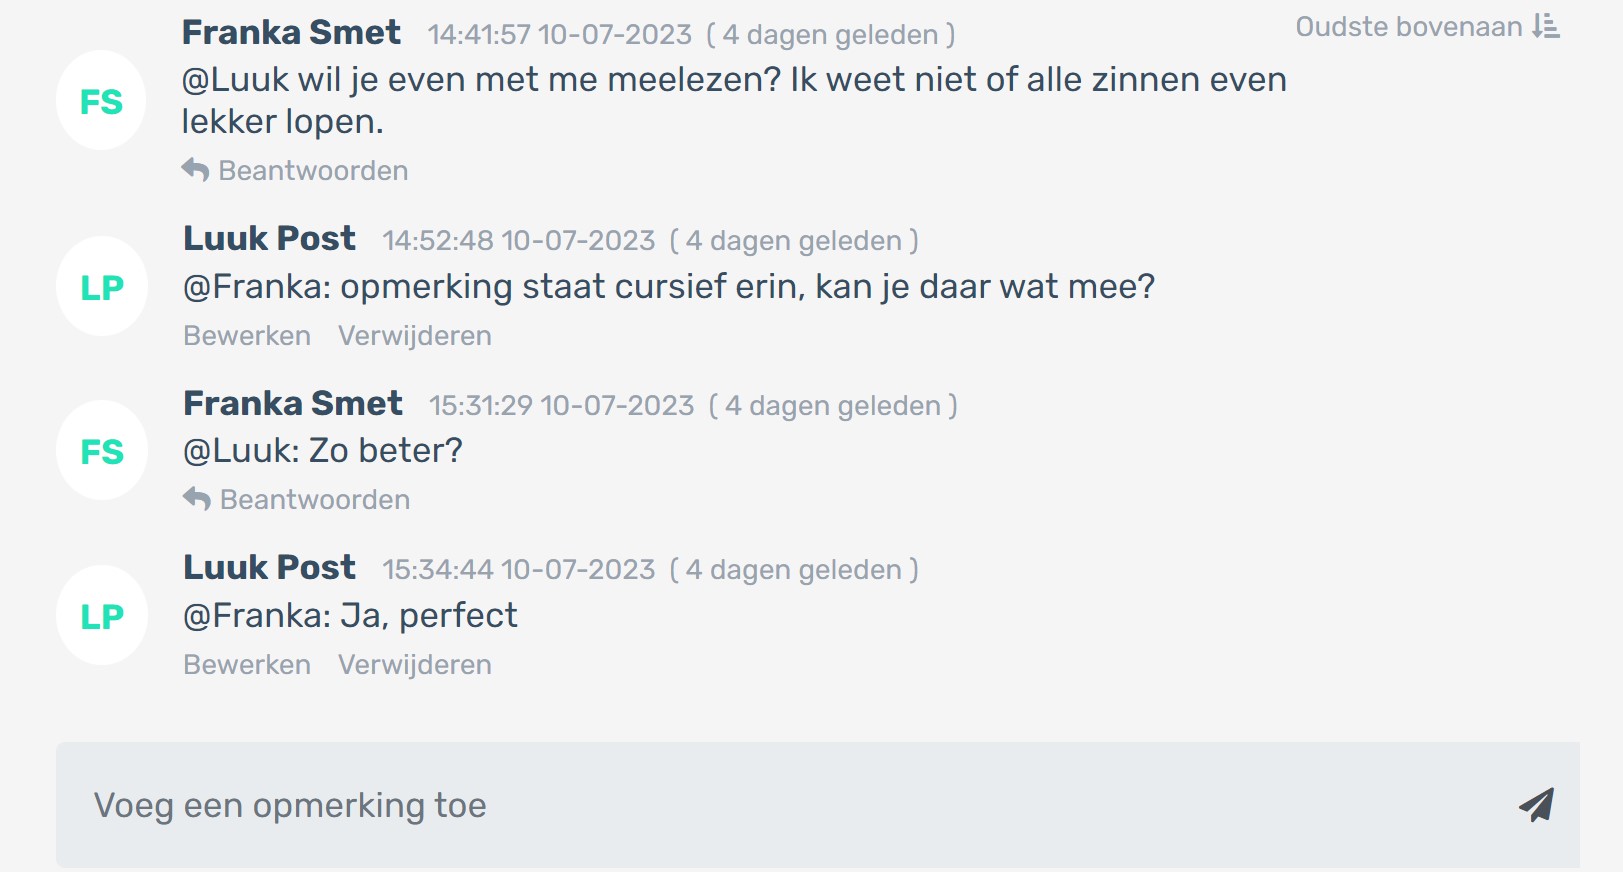 Franka Smet 14:41:57 10-07-2023 ( 4 dagen geleden ) Oudste bovenaan
FS
@Luuk wil je even met me meelezen? Ik weet niet of alle zinnen even
lekker lopen.
Beantwoorden
Luuk Post 14:52:48 10-07-2023 ( 4 dagen geleden )
LP
@Franka: opmerking staat cursief erin, kan je daar wat mee?
Bewerken Verwijderen
Franka Smet 15:31:29 10-07-2023 ( 4 dagen geleden )
FS
@Luuk: Zo beter?
Beantwoorden
Luuk Post 15:34:44 10-07-2023 ( 4 dagen geleden )
LP
@Franka: Ja, perfect
Bewerken Verwijderen
Voeg een opmerking toe